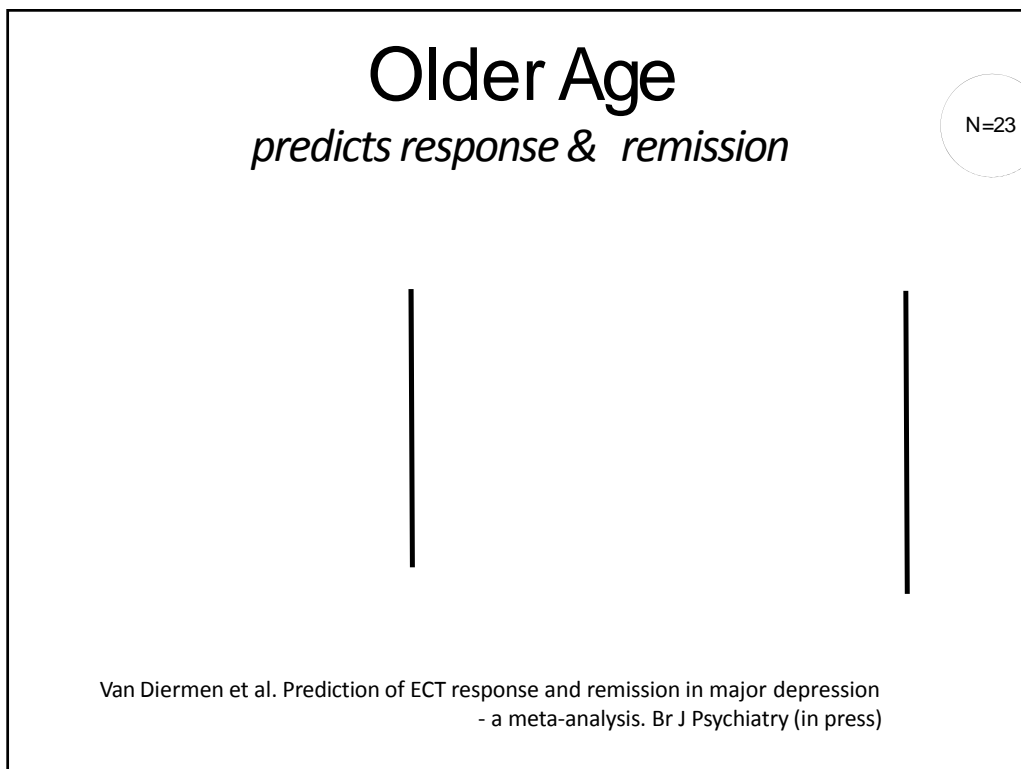 Older Age
predicts response & remission
N=23
Van Diermen et al. Prediction of ECT response and remission in major depression
- a meta-analysis. Br J Psychiatry (in press)